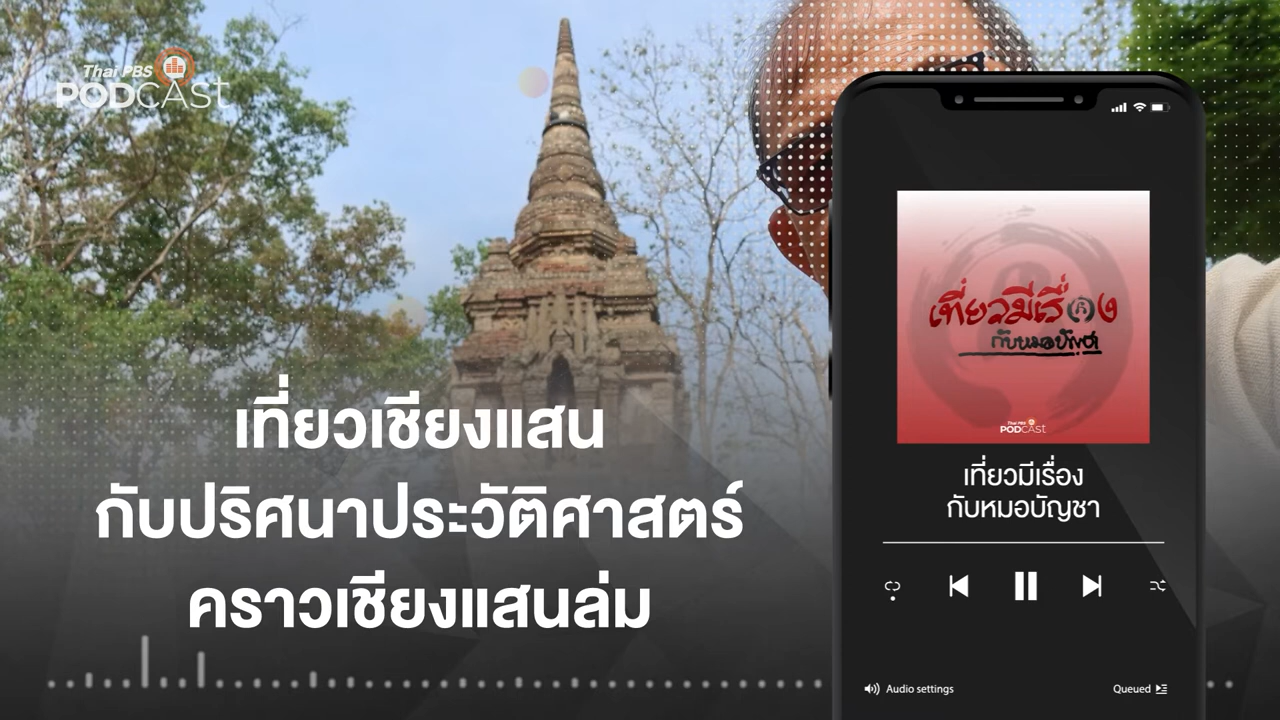 Thai PBS
PODCAST
เที่ยวเชียงแสน
กับปริศนาประวัติศาสตร์
คราวเชียงแสนล่ม
เที่ยวมีเรื่อง
กับหมอบัญชา
Thai PBS
PODCAST
เที่ยวมีเรื่อง
กับหมอบัญชา
Audio settings
Queued